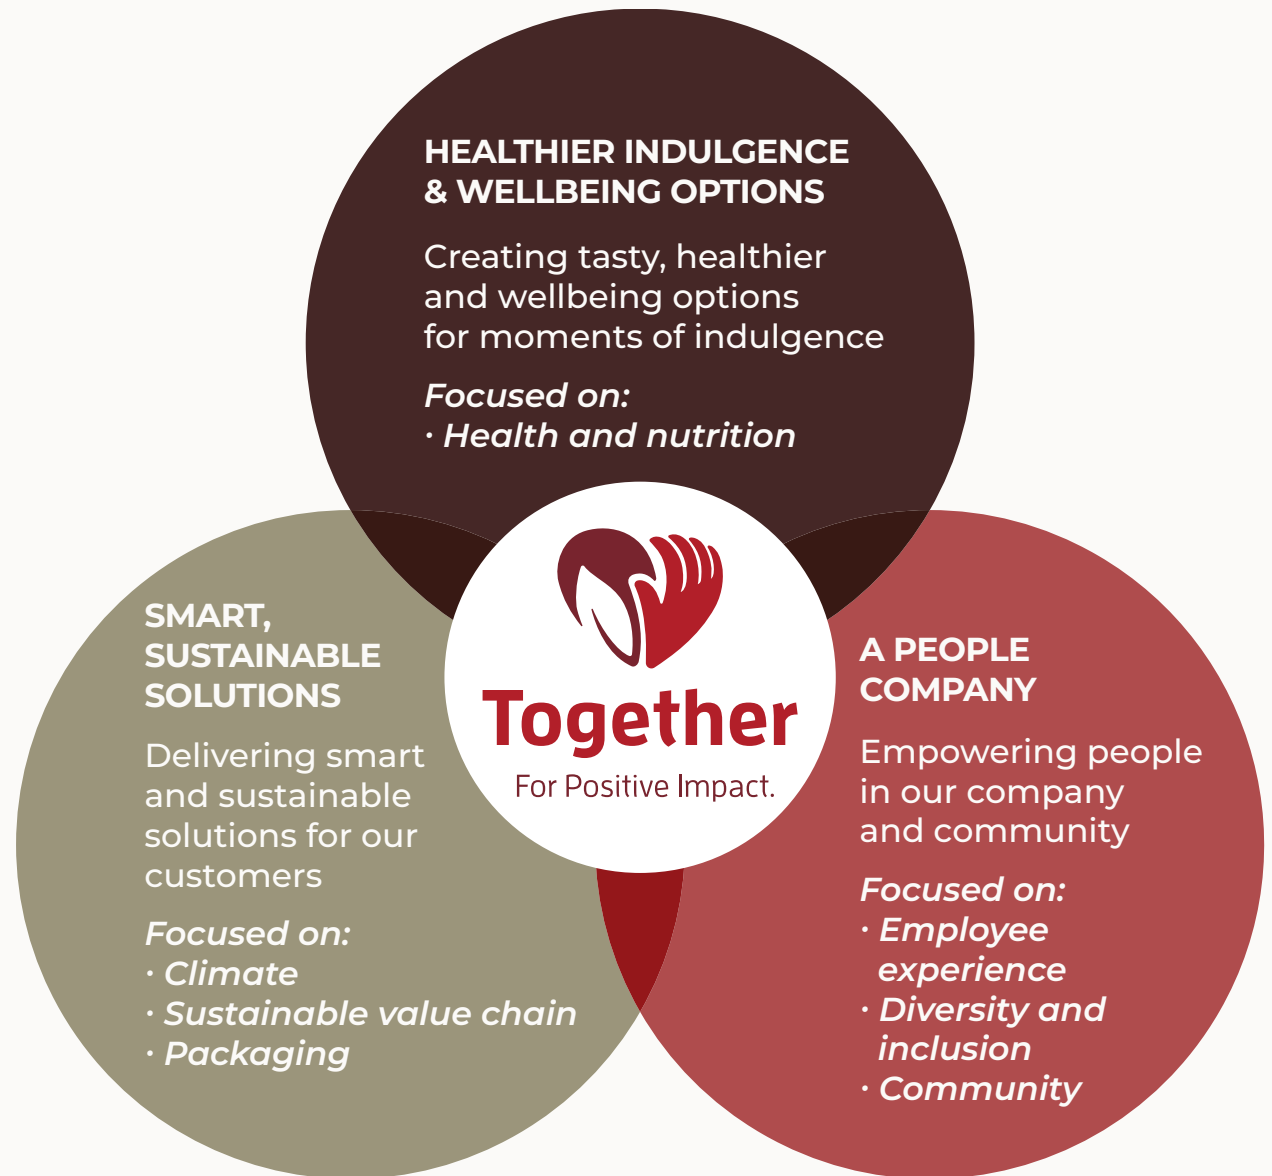 HEALTHIER INDULGENCE
& WELLBEING OPTIONS
Creating tasty, healthier
and wellbeing options
for moments of indulgence
Focused on:
· Health and nutrition
SMART,
SUSTAINABLE
SOLUTIONS
Delivering smart
and sustainable
solutions for our
customers
Focused on:
· Climate
· Sustainable value chain
· Packaging
Together
For Positive Impact.
A PEOPLE
COMPANY
Empowering people
in our company
and community
Focused on:
· Employee
experience
· Diversity and
inclusion
· Community